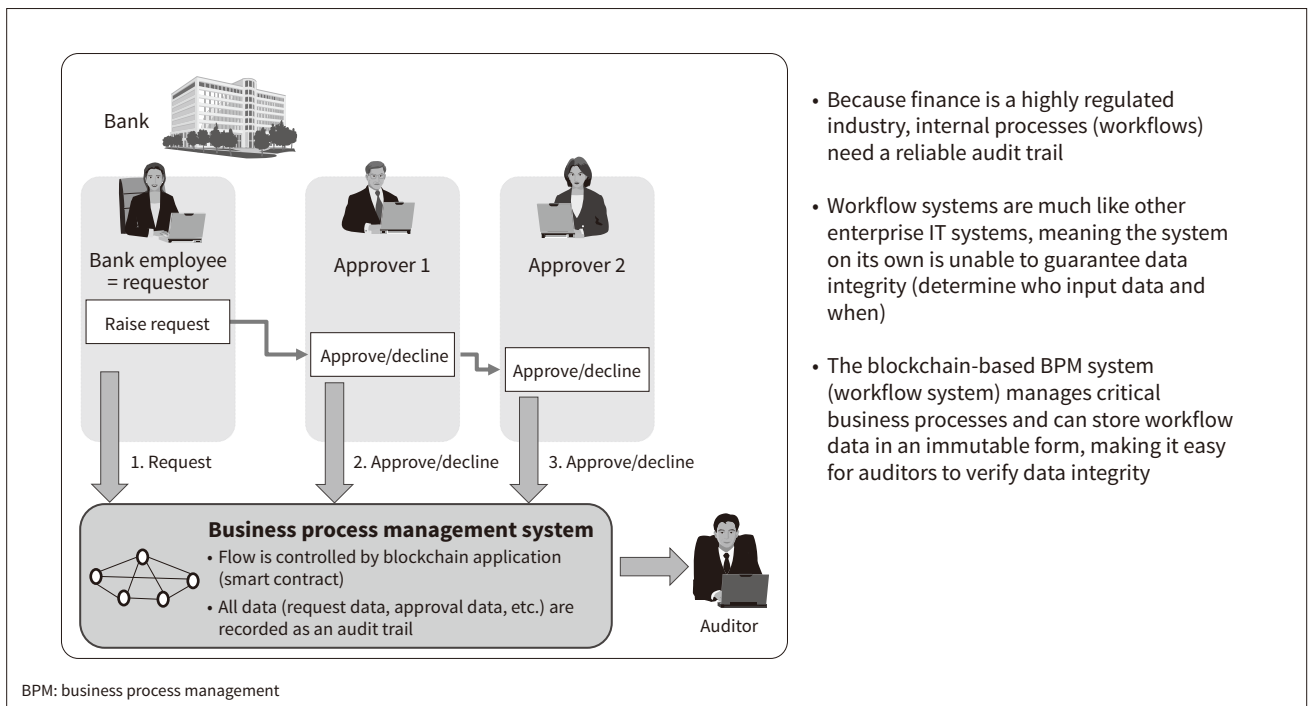 Bank
Bank employee
= requestor
Approver 1
Approver 2
Raise request
Approve/decline
Approve/decline
1. Request
2. Approve/decline
3. Approve/decline
Business process management system
• Flow is controlled by blockchain application
(smart contract)
• All data (request data, approval data, etc.) are
recorded as an audit trail
Auditor
• Because finance is a highly regulated
industry, internal processes (workflows)
need a reliable audit trail
• Workflow systems are much like other
enterprise IT systems, meaning the system
on its own is unable to guarantee data
integrity (determine who input data and
when)
• The blockchain-based BPM system
(workflow system) manages critical
business processes and can store workflow
data in an immutable form, making it easy
for auditors to verify data integrity
BPM: business process management